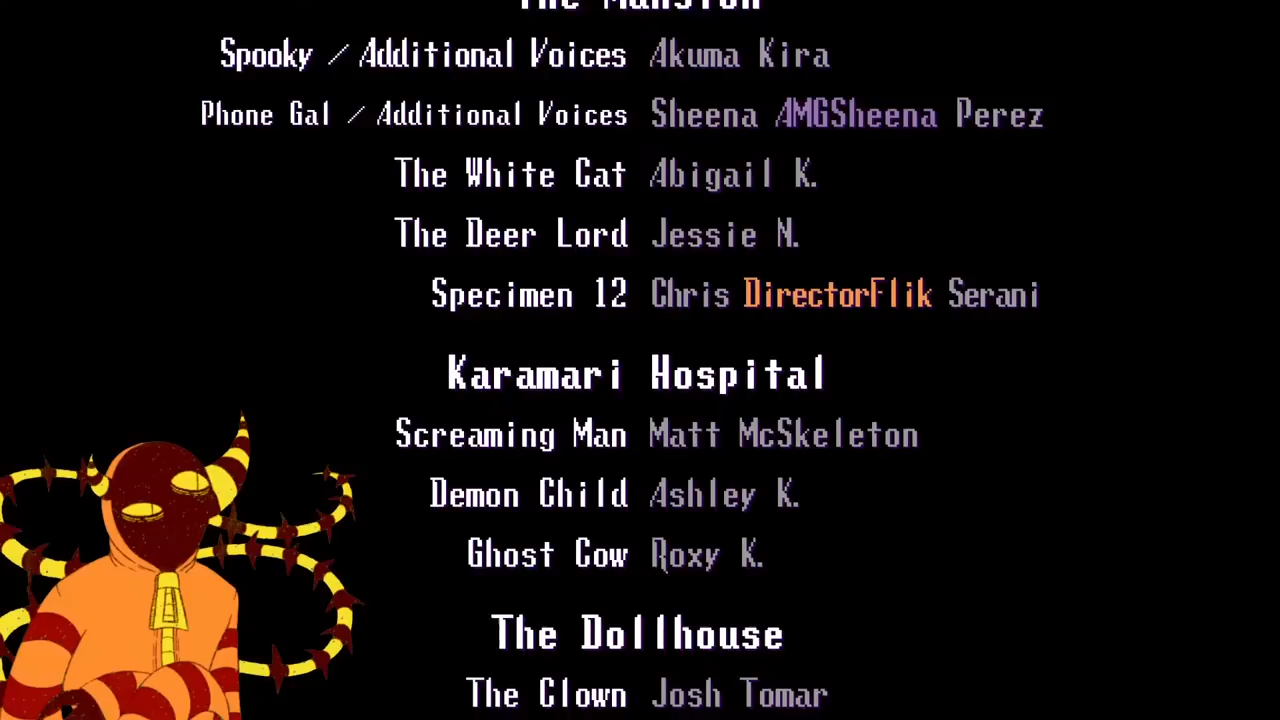 The Mansion
Spooky / Additional Voices Akuma Kira
Phone Gal / Additional Voices Sheena AMGSheena Perez
The White Cat Abigail K.
The Deer Lord Jessie N.
Specimen 12 Chris DirectorFlik Serani
Karamari Hospital
Screaming Man Matt McSkeleton
Demon Child Ashley K.
Ghost Cow Roxy K.
The Dollhouse
The Clown Josh Tomar